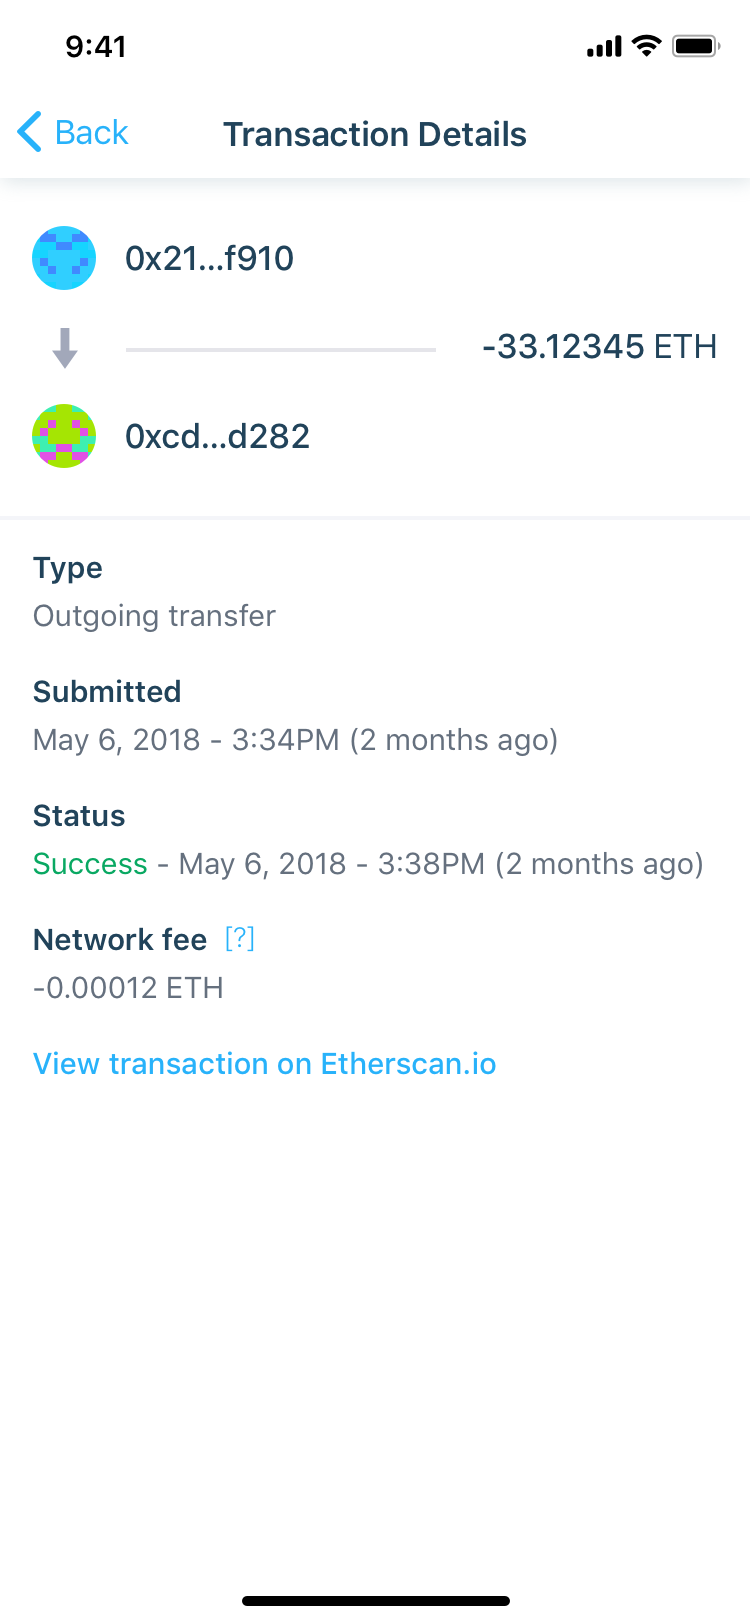 9:41
Back
Transaction Details
0x21...f910
-33.12345 ETH
0xcd...d282
Type
Outgoing transfer
Submitted
May 6, 2018 - 3:34PM (2 months ago)
Status
Success - May 6, 2018 - 3:38PM (2 months ago)
Network fee [?]
-0.00012 ETH
View transaction on Etherscan.io